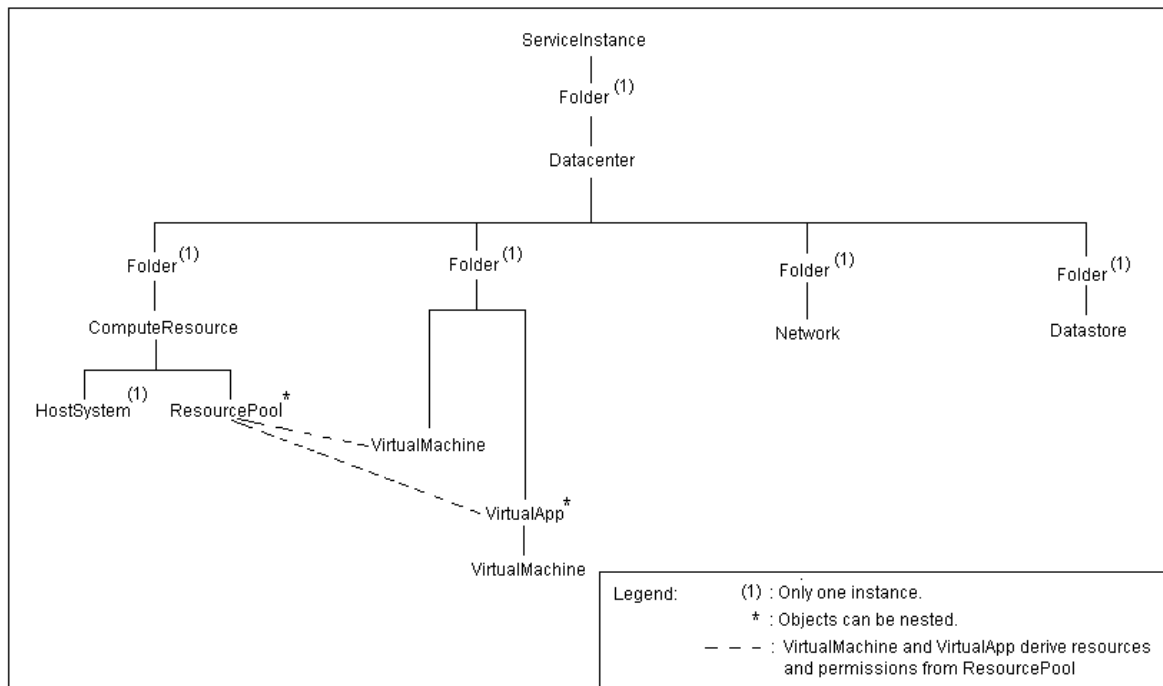 ServiceInstance
Folder (1)
Datacenter
Folder (1)
Folder (1)
Folder (1)
Folder (1)
ComputeResource
Network
Datastore
HostSystem (1)
ResourcePool *
VirtualMachine
VirtualApp *
VirtualMachine
Legend:
(1) : Only one instance.
* : Objects can be nested.
– – – : VirtualMachine and VirtualApp derive resources
and permissions from ResourcePool